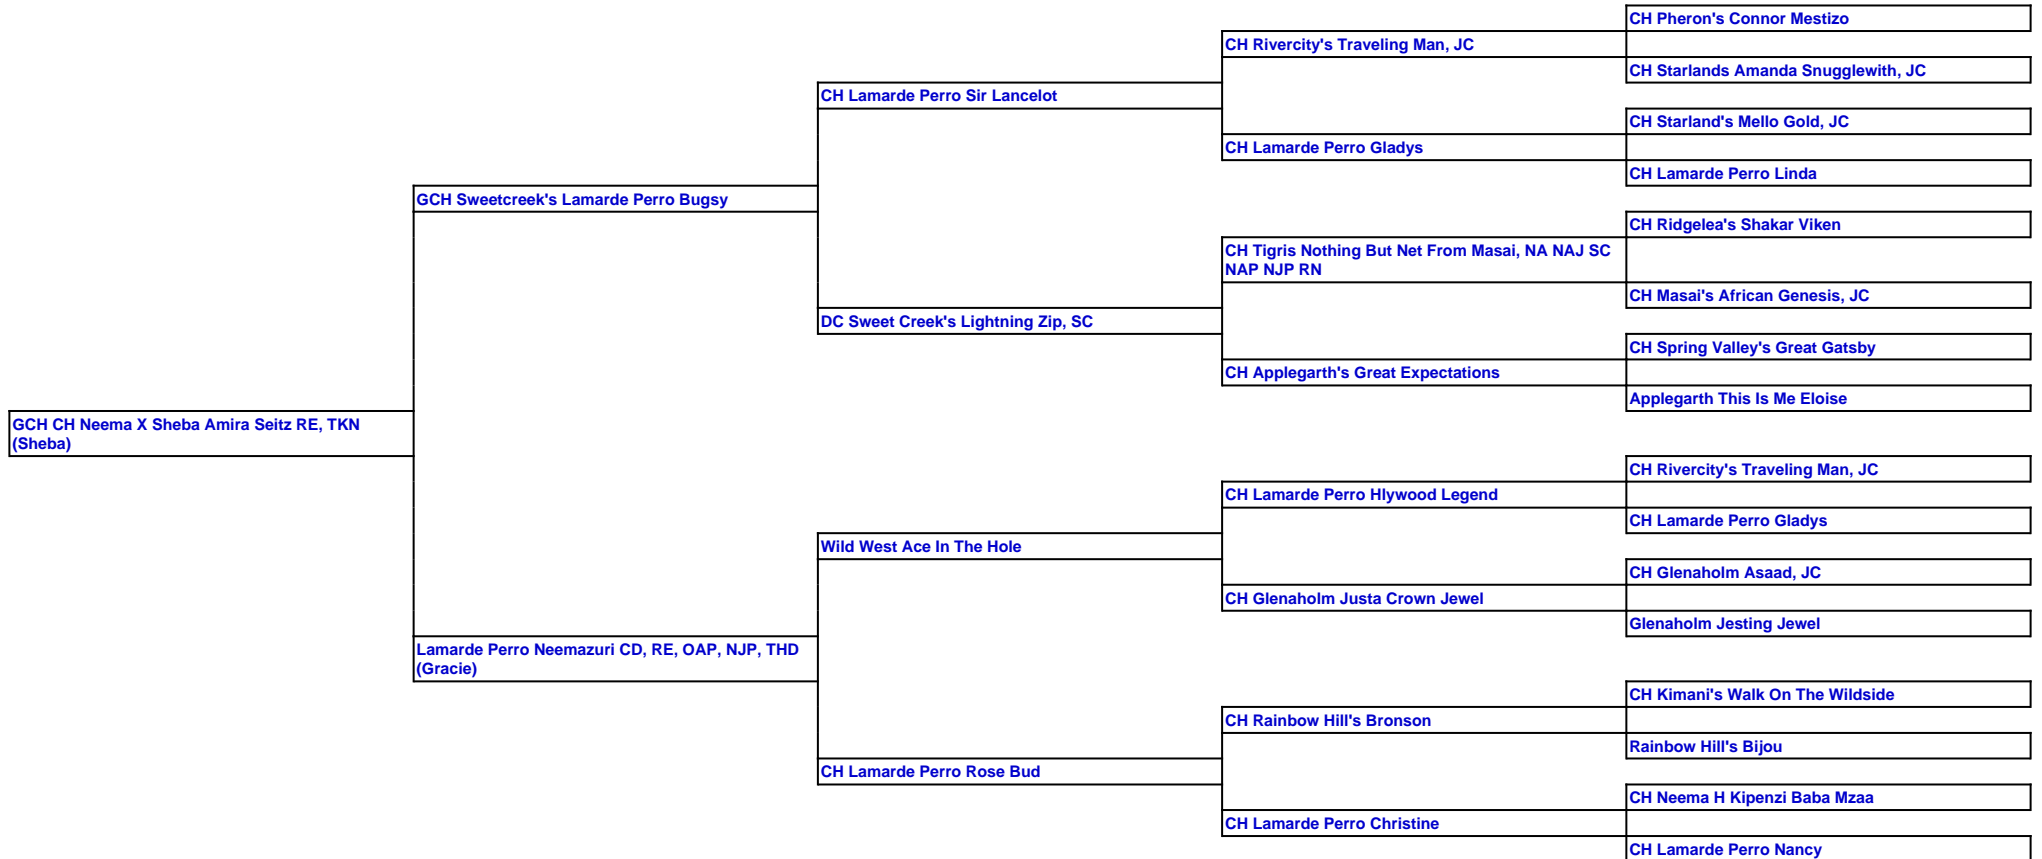 CH Pheron's Connor Mestizo
CH Rivercity's Traveling Man, JC
CH Starlands Amanda Snugglewith, JC
CH Lamarde Perro Sir Lancelot
CH Starland's Mello Gold, JC
CH Lamarde Perro Gladys
CH Lamarde Perro Linda
GCH Sweetcreek's Lamarde Perro Bugsy
CH Ridgelea's Shakar Viken
CH Tigris Nothing But Net From Masai, NA NAJ SC
NAP NJP RN
CH Masai's African Genesis, JC
DC Sweet Creek's Lightning Zip, SC
CH Spring Valley's Great Gatsby
CH Applegarth's Great Expectations
Applegarth This Is Me Eloise
GCH CH Neema X Sheba Amira Seitz RE, TKN
(Sheba)
CH Rivercity's Traveling Man, JC
CH Lamarde Perro Hlywood Legend
CH Lamarde Perro Gladys
Wild West Ace In The Hole
CH Glenaholm Asaad, JC
CH Glenaholm Justa Crown Jewel
Glenaholm Jesting Jewel
Lamarde Perro Neemazuri CD, RE, OAP, NJP, THD
(Gracie)
CH Kimani's Walk On The Wildside
CH Rainbow Hill's Bronson
Rainbow Hill's Bijou
CH Lamarde Perro Rose Bud
CH Neema H Kipenzi Baba Mzaa
CH Lamarde Perro Christine
CH Lamarde Perro Nancy